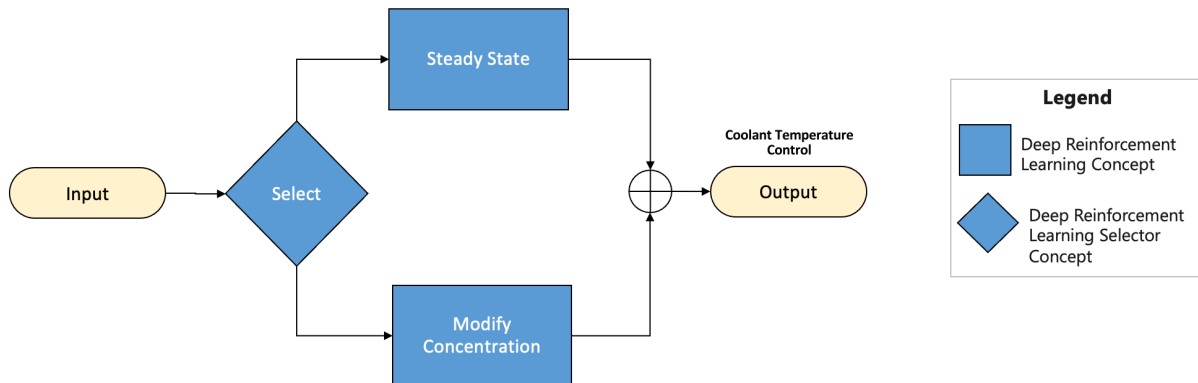 Steady State
Coolant Temperature
Control
Input
Select
Output
Modify
Concentration
Legend
Deep Reinforcement
Learning Concept
Deep Reinforcement
Learning Selector
Concept